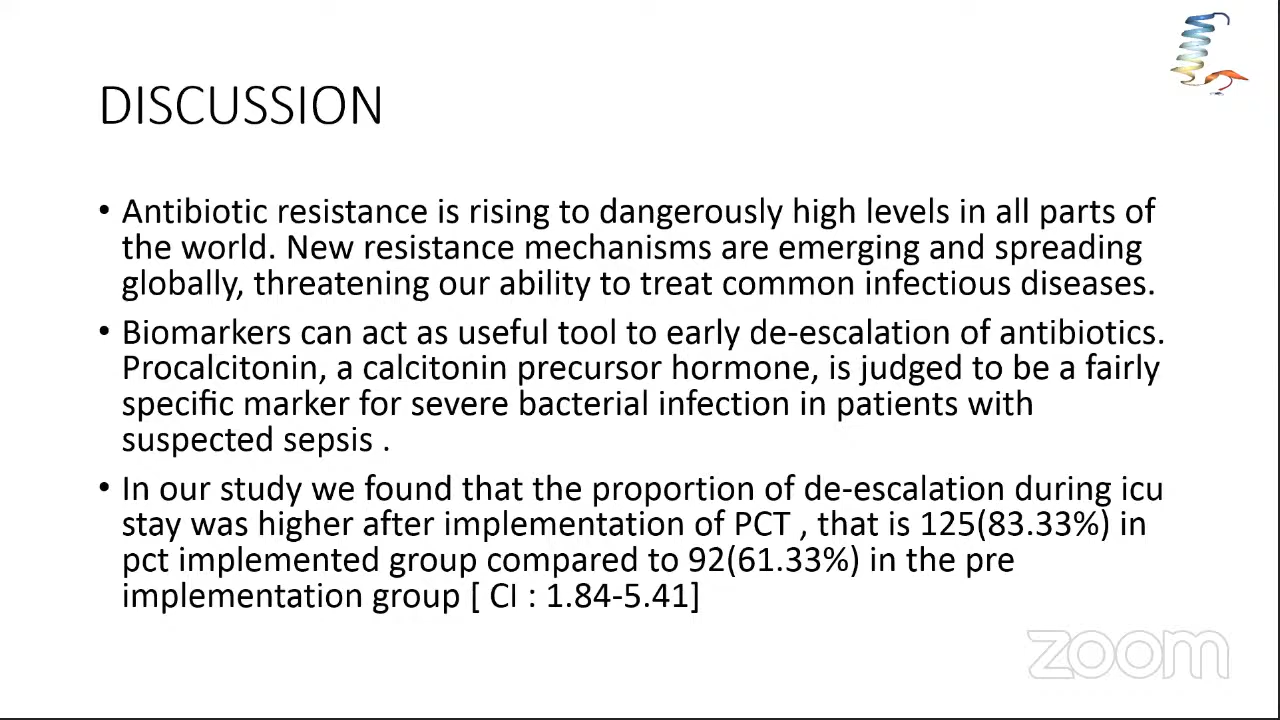 DISCUSSION
• Antibiotic resistance is rising to dangerously high levels in all parts of
the world. New resistance mechanisms are emerging and spreading
globally, threatening our ability to treat common infectious diseases.
• Biomarkers can act as useful tool to early de-escalation of antibiotics.
Procalcitonin, a calcitonin precursor hormone, is judged to be a fairly
specific marker for severe bacterial infection in patients with
suspected sepsis .
• In our study we found that the proportion of de-escalation during icu
stay was higher after implementation of PCT , that is 125(83.33%) in
pct implemented group compared to 92(61.33%) in the pre
implementation group [ CI : 1.84-5.41]
zoom